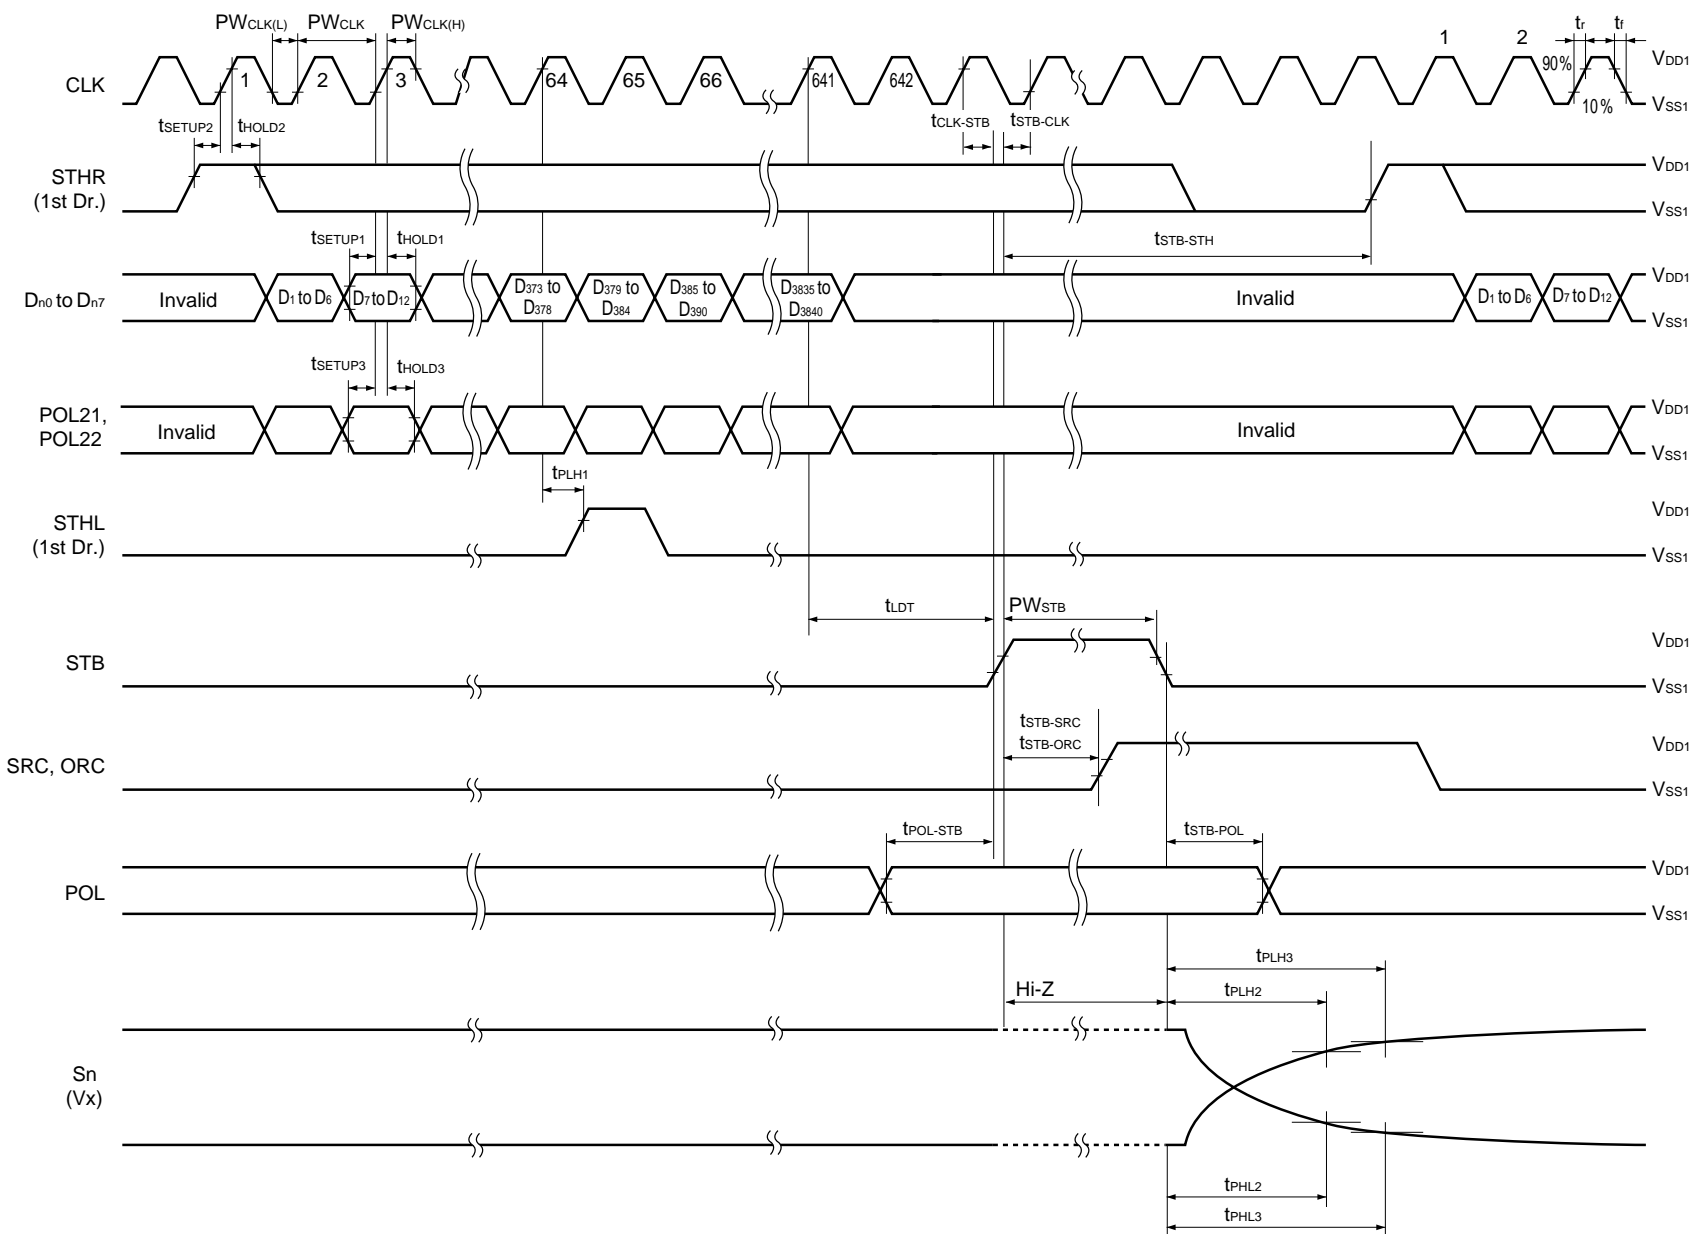 PWCLK(L) PWCLK PWCLK(H)
1 2 tr tf
CLK 1 2 3 64 65 66 641 642 90% VDD1
10% VSS1
tSETUP2 tHOLD2 tCLK-STB tSTB-CLK
STHR
(1st Dr.)
VDD1
VSS1
tSETUP1 tHOLD1 tSTB-STH
Dn0 to Dn7 Invalid D1 to D6 D7 to D12 D373 to D378 D379 to D384 D385 to D390 D3835 to D3840 Invalid D1 to D6 D7 to D12
VDD1
VSS1
tSETUP3 tHOLD3
POL21,
POL22
Invalid Invalid
VDD1
VSS1
tPLH1
STHL
(1st Dr.)
VDD1
VSS1
tLDT PWSTB
STB
VDD1
VSS1
tSTB-SRC
tSTB-ORC
SRC, ORC
VDD1
VSS1
tPOL-STB tSTB-POL
POL
VDD1
VSS1
tPLH3
Hi-Z tPLH2
Sn
(Vx)
tPHL2
tPHL3